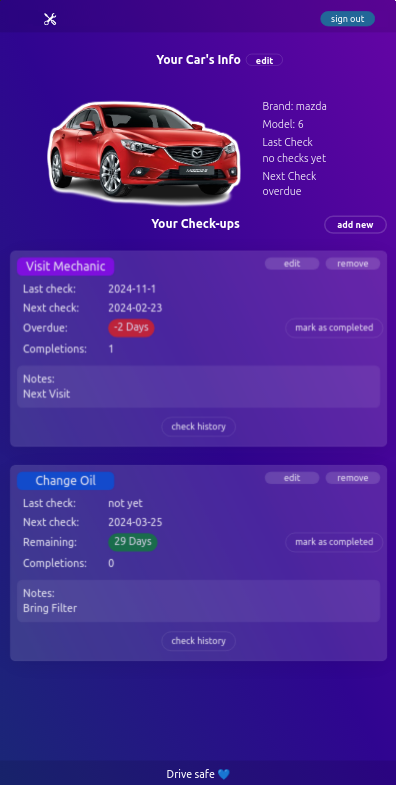 sign out
Your Car's Info edit
Brand: mazda
Model: 6
Last Check
no checks yet
Next Check
overdue
Your Check-ups add new
Visit Mechanic edit remove
Last check: 2024-11-1
Next check: 2024-02-23
Overdue: -2 Days mark as completed
Completions: 1
Notes:
Next Visit
check history
Change Oil edit remove
Last check: not yet
Next check: 2024-03-25
Remaining: 29 Days mark as completed
Completions: 0
Notes:
Bring Filter
check history
Drive safe 💙